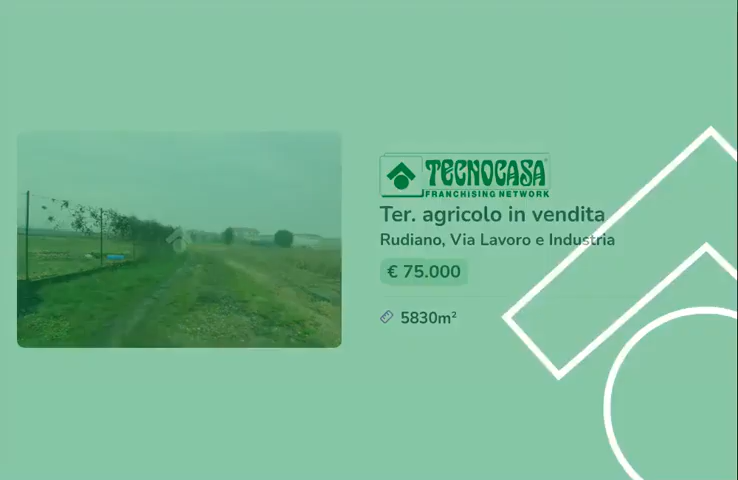 TECNOCASA
FRANCHISING NETWORK
Ter. agricolo in vendita
Rudiano, Via Lavoro e Industria
€ 75.000
5830m²